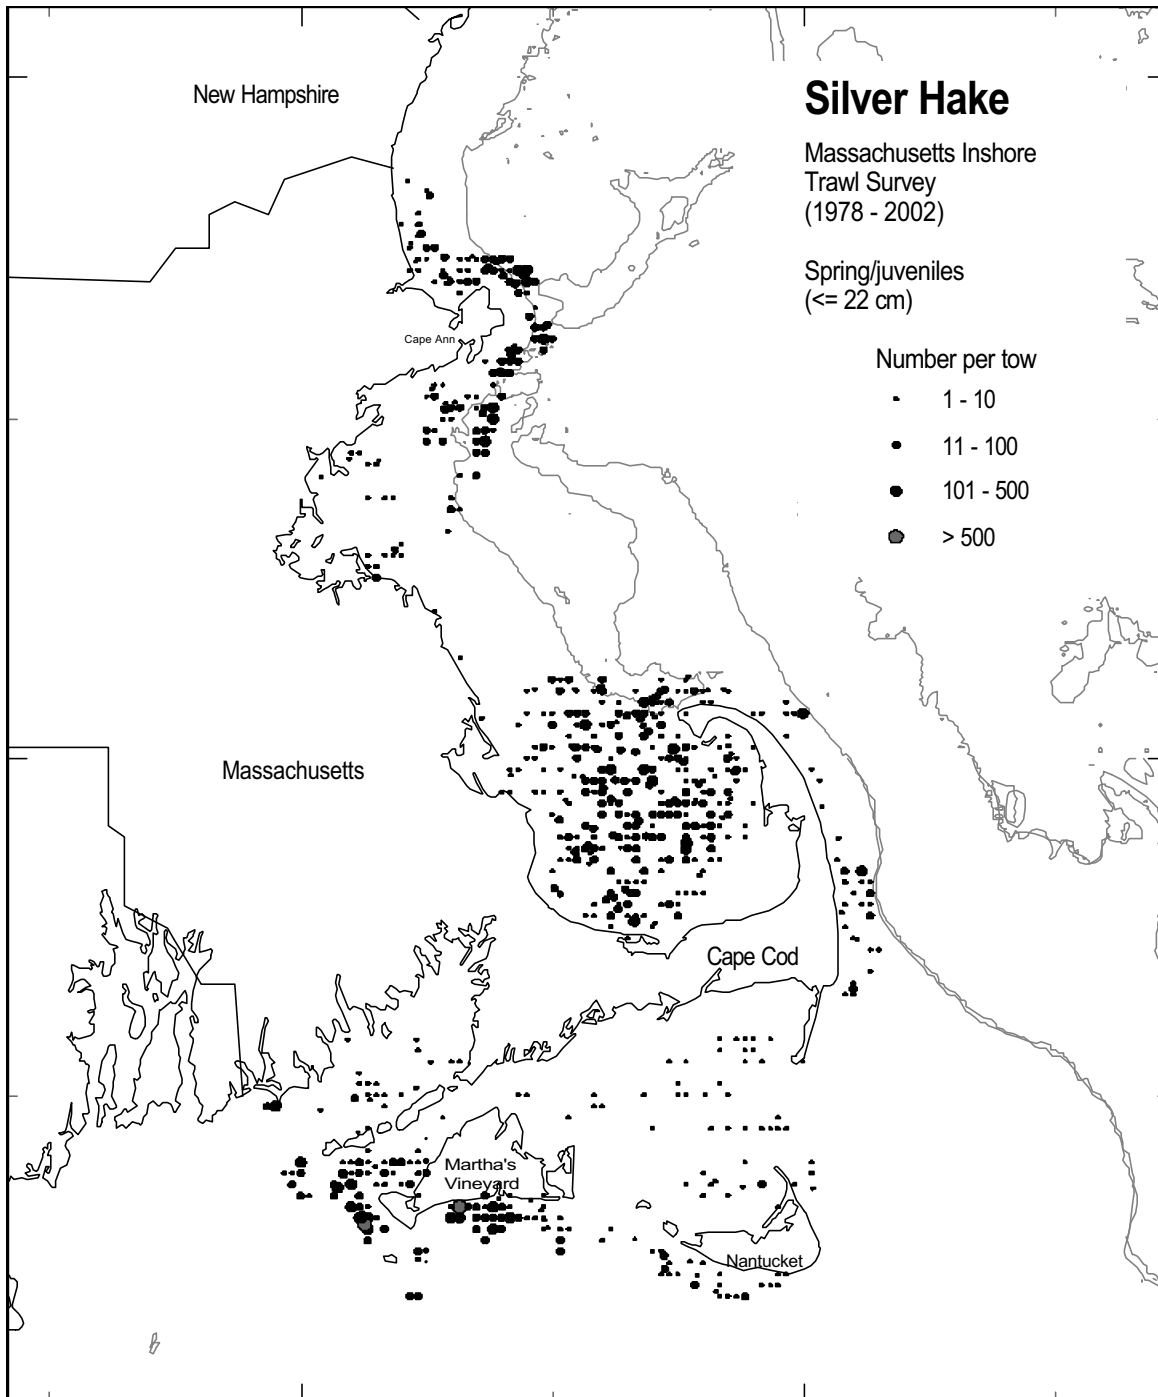 New Hampshire
Silver Hake
Massachusetts Inshore
Trawl Survey
(1978 - 2002)
Spring/juveniles
(<= 22 cm)
Cape Ann
Number per tow
1 - 10
11 - 100
101 - 500
> 500
Massachusetts
Cape Cod
Martha's
Vineyard
Nantucket